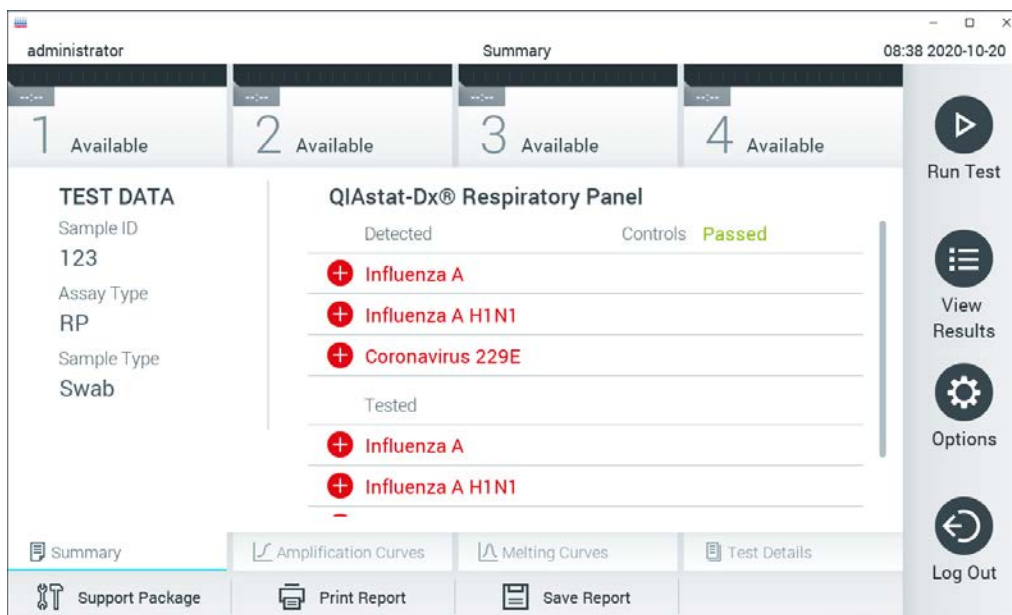 administrator Summary 08:38 2020-10-20
--:-- --:-- --:-- --:--
1 Available 2 Available 3 Available 4 Available
Run Test
TEST DATA
Sample ID
123
Assay Type
RP
Sample Type
Swab
QIAstat-Dx® Respiratory Panel
Detected Controls Passed
Influenza A
Influenza A H1N1
Coronavirus 229E
Tested
Influenza A
Influenza A H1N1
View
Results
Options
Log Out
Summary Amplification Curves Melting Curves Test Details
Support Package Print Report Save Report